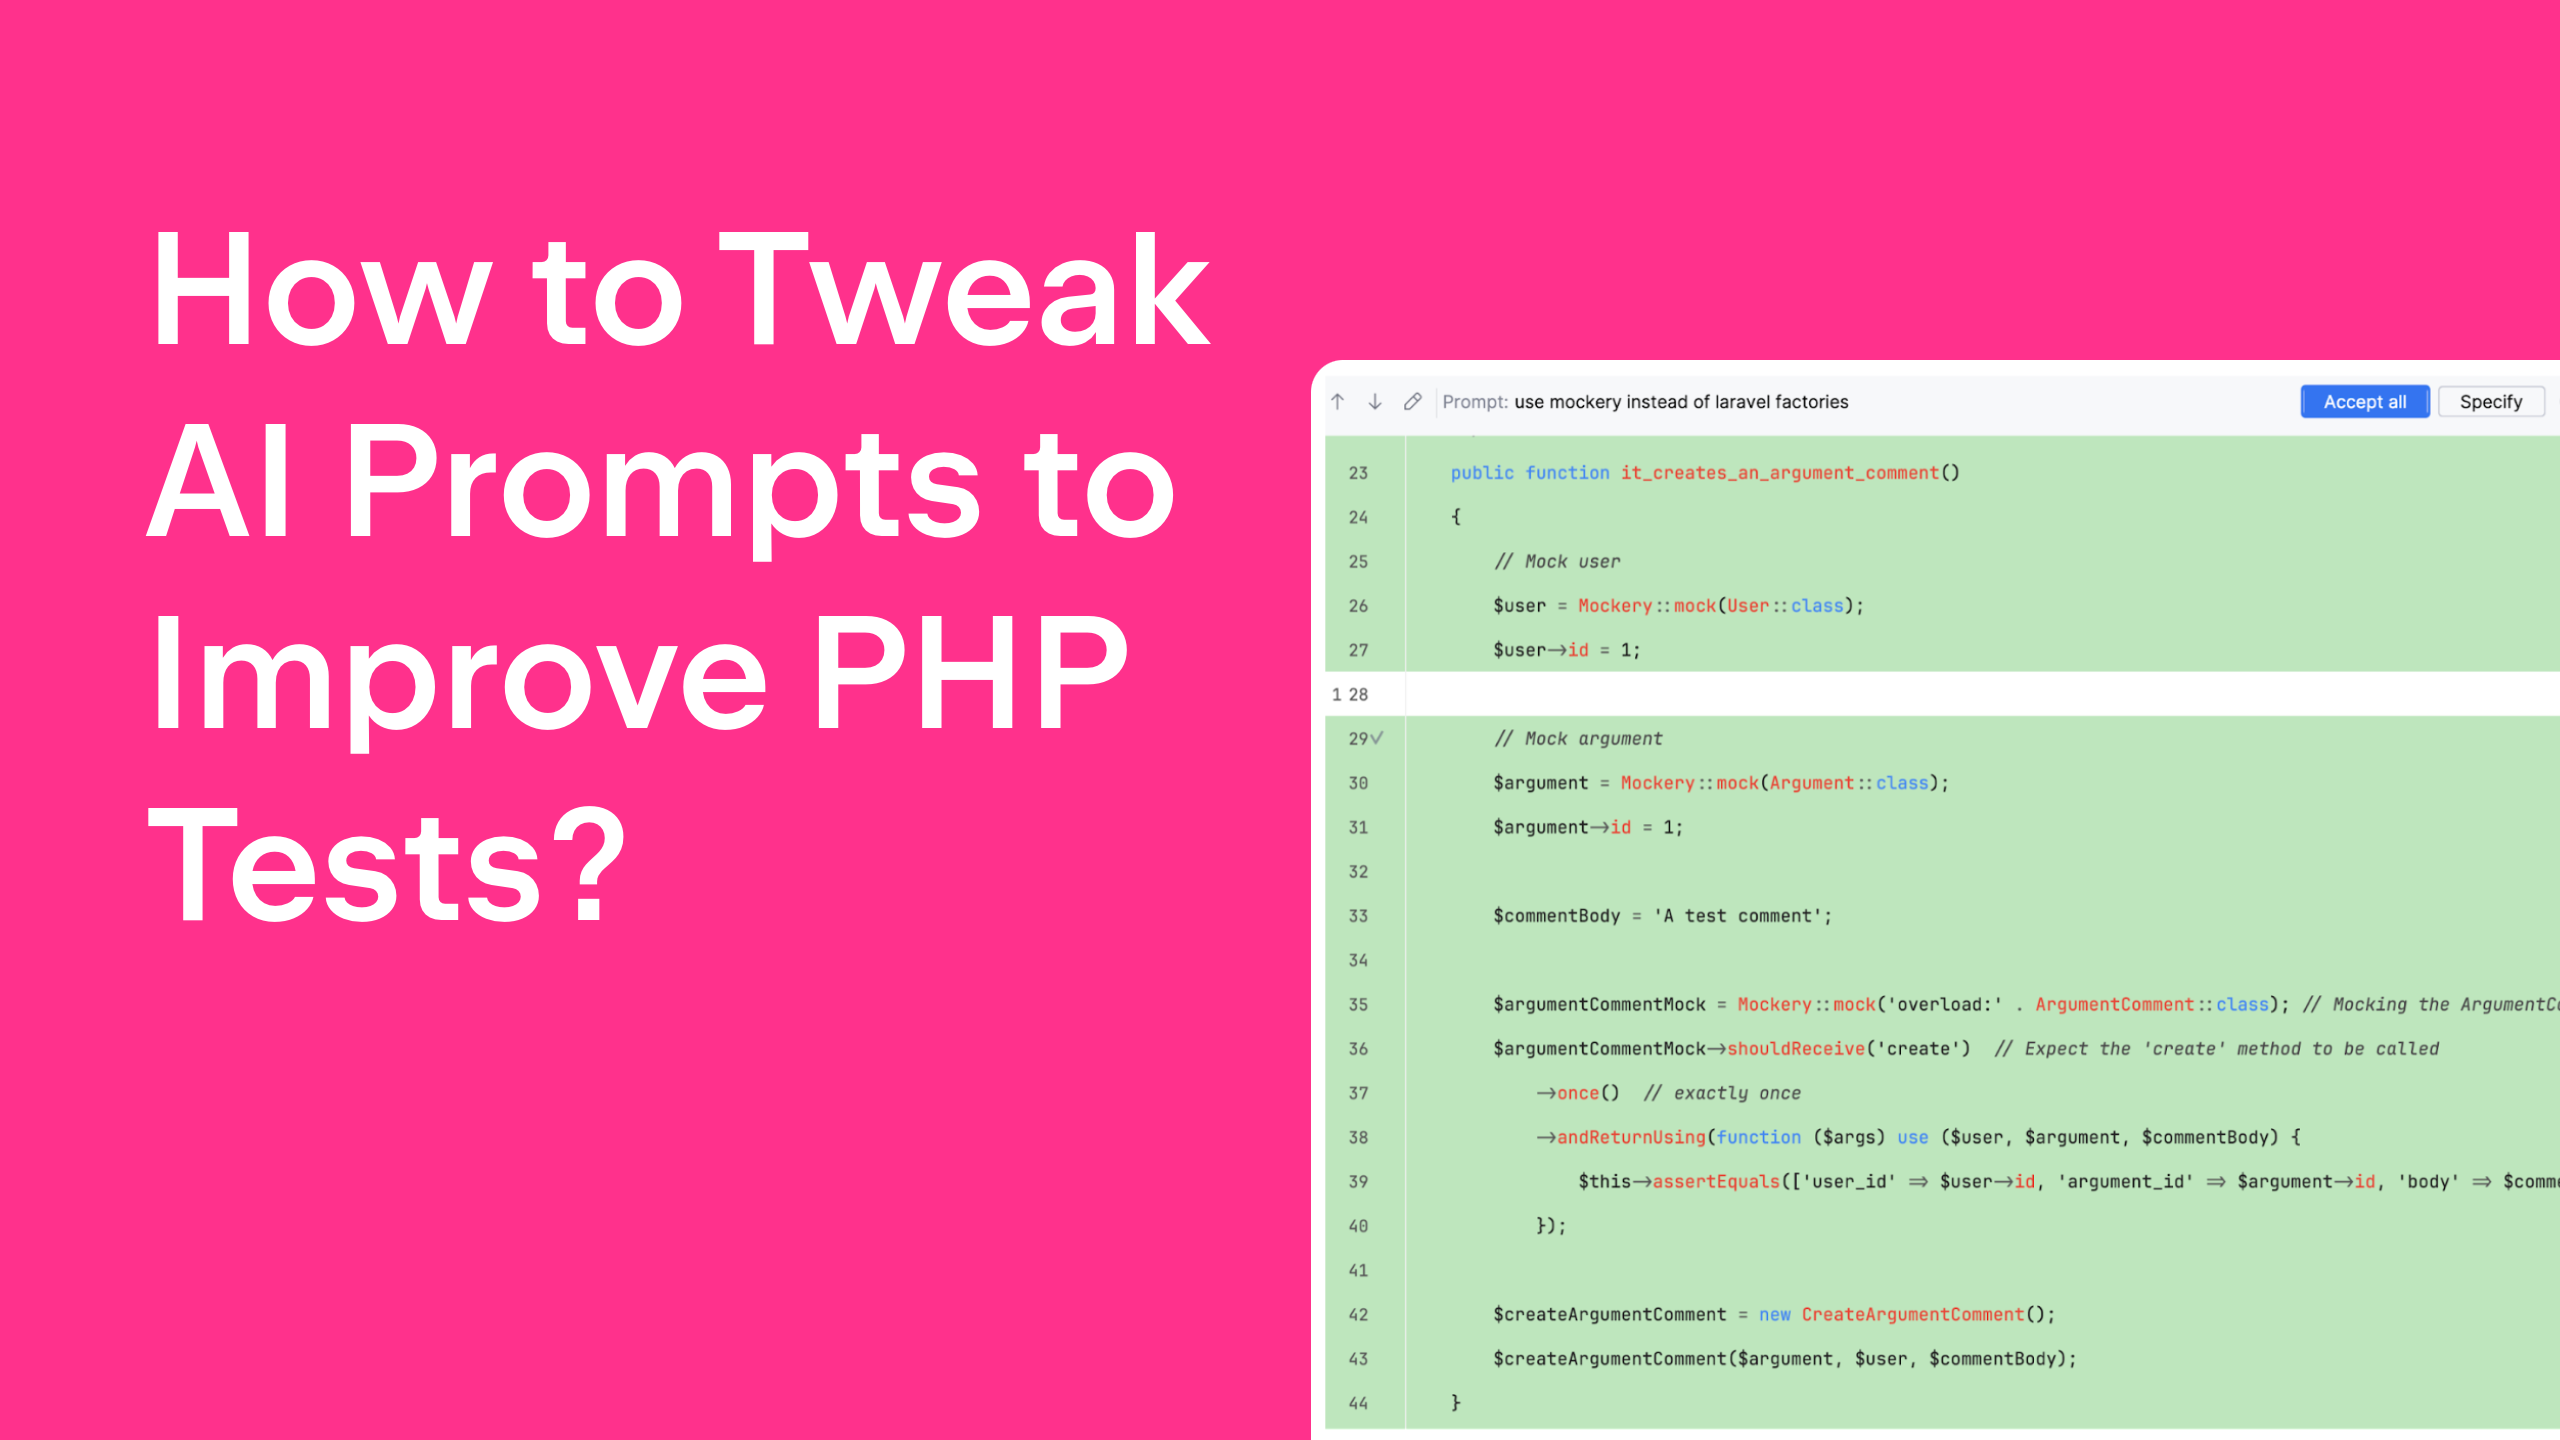 How to Tweak
AI Prompts to
Improve PHP
Tests?
Prompt: use mockery instead of laravel factories
Accept all
Specify
23 public function it_creates_an_argument_comment()
24 {
25 // Mock user
26 $user = Mockery::mock(User::class);
27 $user->id = 1;
1 28
29 // Mock argument
30 $argument = Mockery::mock(Argument::class);
31 $argument->id = 1;
32
33 $commentBody = 'A test comment';
34
35 $argumentCommentMock = Mockery::mock('overload:' . ArgumentComment::class); // Mocking the
36 $argumentCommentMock->shouldReceive('create') // Expect the 'create' method to be called
37 ->once() // exactly once
38 ->andReturnUsing(function ($args) use ($user, $argument, $commentBody) {
39 $this->assertEquals(['user_id' => $user->id, 'argument_id' => $argument->id, 'body' =>
40 });
41
42 $createArgumentComment = new CreateArgumentComment();
43 $createArgumentComment($argument, $user, $commentBody);
44 }